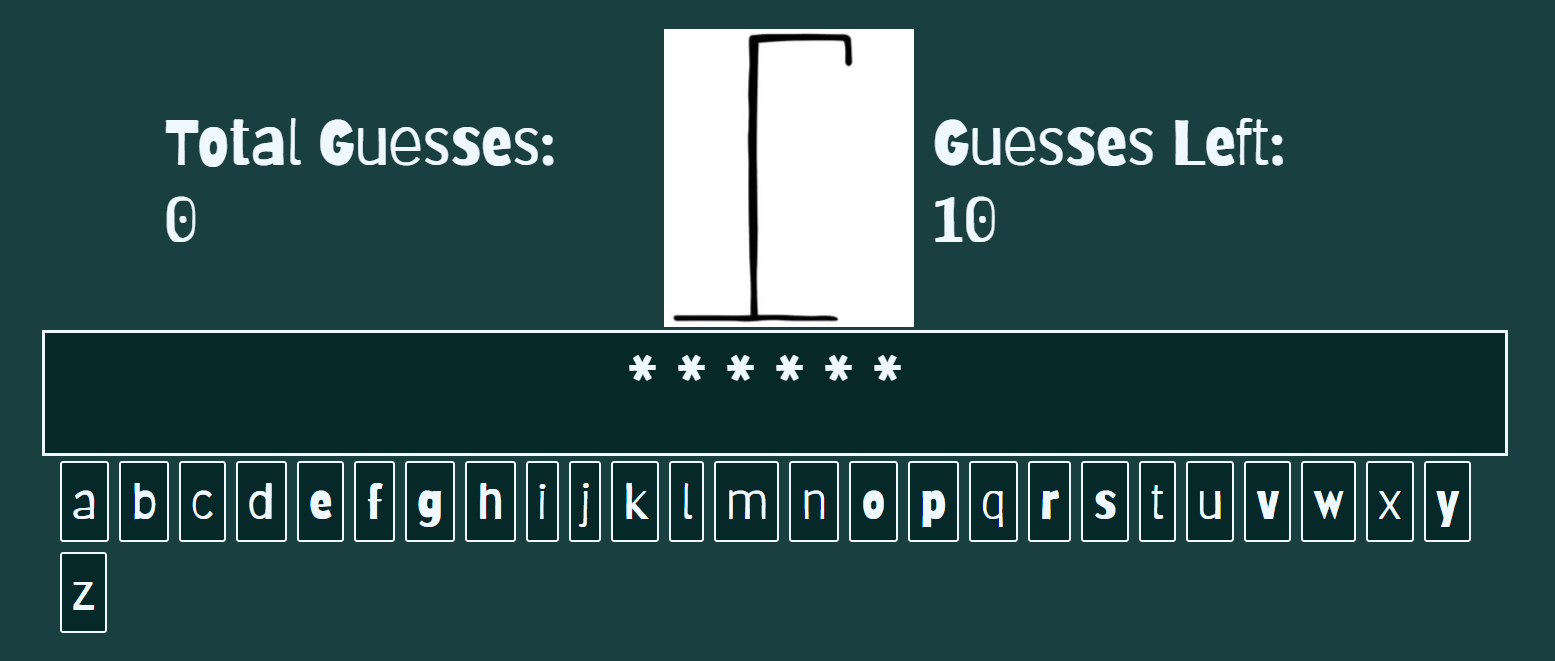 Total Guesses:
0
Guesses Left:
10
* * * * * *
a b c d e f g h i j k l m n o p q r s t u v w x y
z